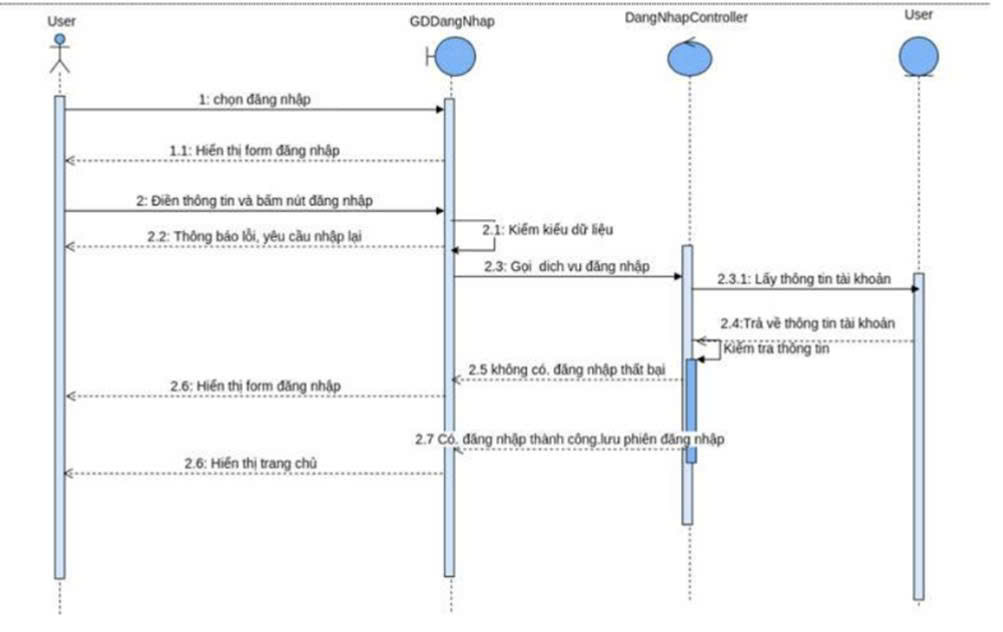 User
GDDangNhap
DangNhapController
User
1: chọn đăng nhập
1.1: Hiển thị form đăng nhập
2: Điền thông tin và bấm nút đăng nhập
2.1: Kiểm kiểu dữ liệu
2.2: Thông báo lỗi, yêu cầu nhập lại
2.3: Gọi dich vu đăng nhập
2.3.1: Lấy thông tin tài khoản
2.4:Trả về thông tin tài khoản
Kiểm tra thông tin
2.5 không có. đăng nhập thất bại
2.6: Hiển thị form đăng nhập
2.7 Có. đăng nhập thành công.lưu phiên đăng nhập
2.6: Hiển thị trang chủ